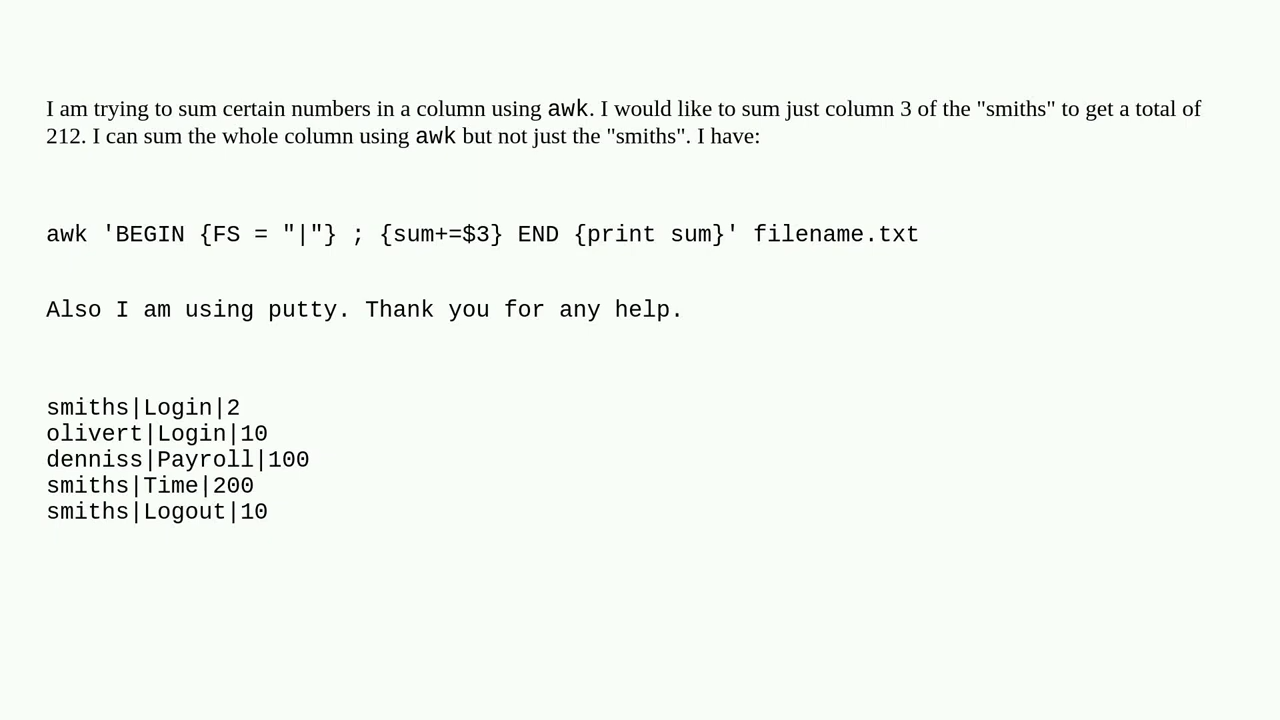 I am trying to sum certain numbers in a column using awk. I would like to sum just column 3 of the "smiths" to get a total of
212. I can sum the whole column using awk but not just the "smiths". I have:
awk 'BEGIN {FS = "|"} ; {sum+=$3} END {print sum}' filename.txt
Also I am using putty. Thank you for any help.
smiths|Login|2
olivert|Login|10
denniss|Payroll|100
smiths|Time|200
smiths|Logout|10